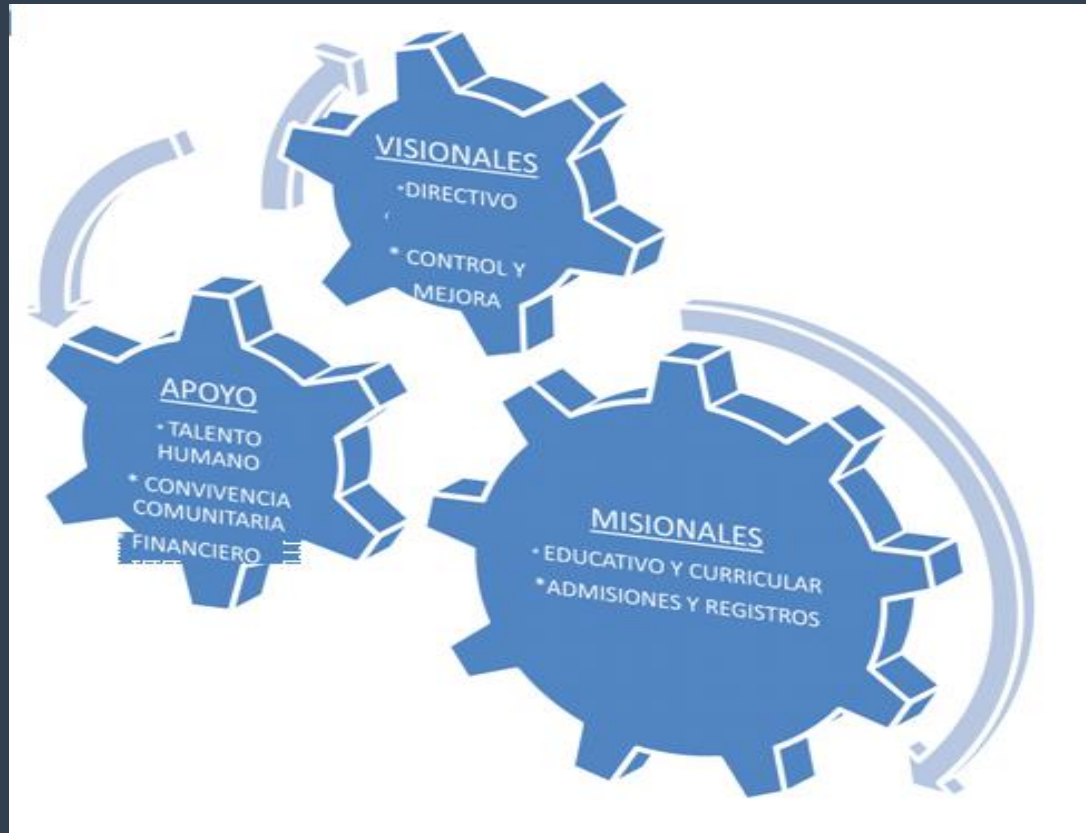 VISIONALES
•DIRECTIVO
* CONTROL Y
MEJORA
APOYO
• TALENTO
HUMANO
* CONVIVENCIA
COMUNITARIA
* FINANCIERO
MISIONALES
• EDUCATIVO Y CURRICULAR
*ADMISIONES Y REGISTROS